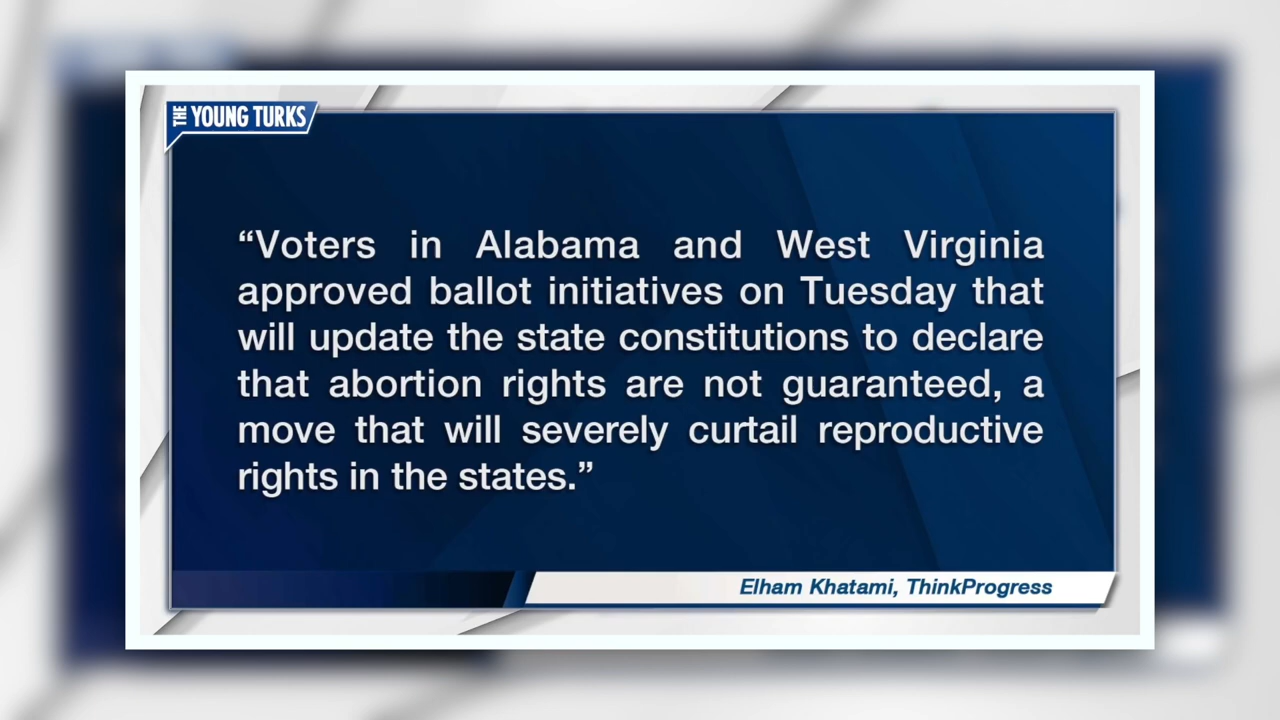 THE YOUNG TURKS
“Voters in Alabama and West Virginia
approved ballot initiatives on Tuesday that
will update the state constitutions to declare
that abortion rights are not guaranteed, a
move that will severely curtail reproductive
rights in the states.”
Elham Khatami, ThinkProgress